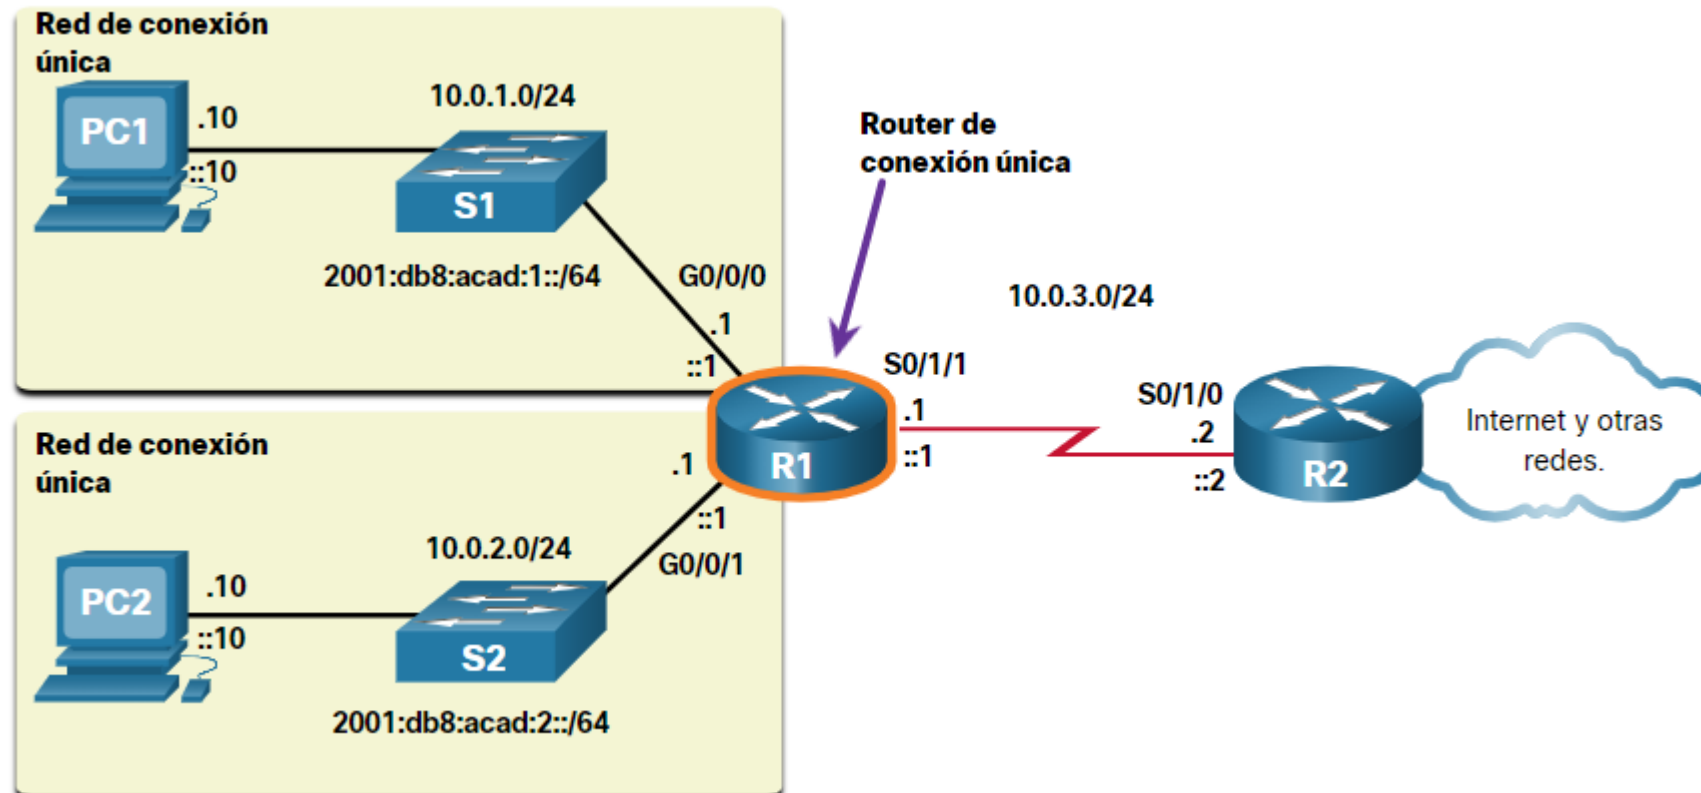 Red de conexión
única
10.0.1.0/24
PC1
.10
::10
S1
2001:db8:acad:1::/64
G0/0/0
.1
::1
Router de
conexión única
10.0.3.0/24
S0/1/1
.1
::1
R1
S0/1/0
.2
::2
R2
Internet y otras
redes.
Red de conexión
única
.1
::1
G0/0/1
10.0.2.0/24
PC2
.10
::10
S2
2001:db8:acad:2::/64